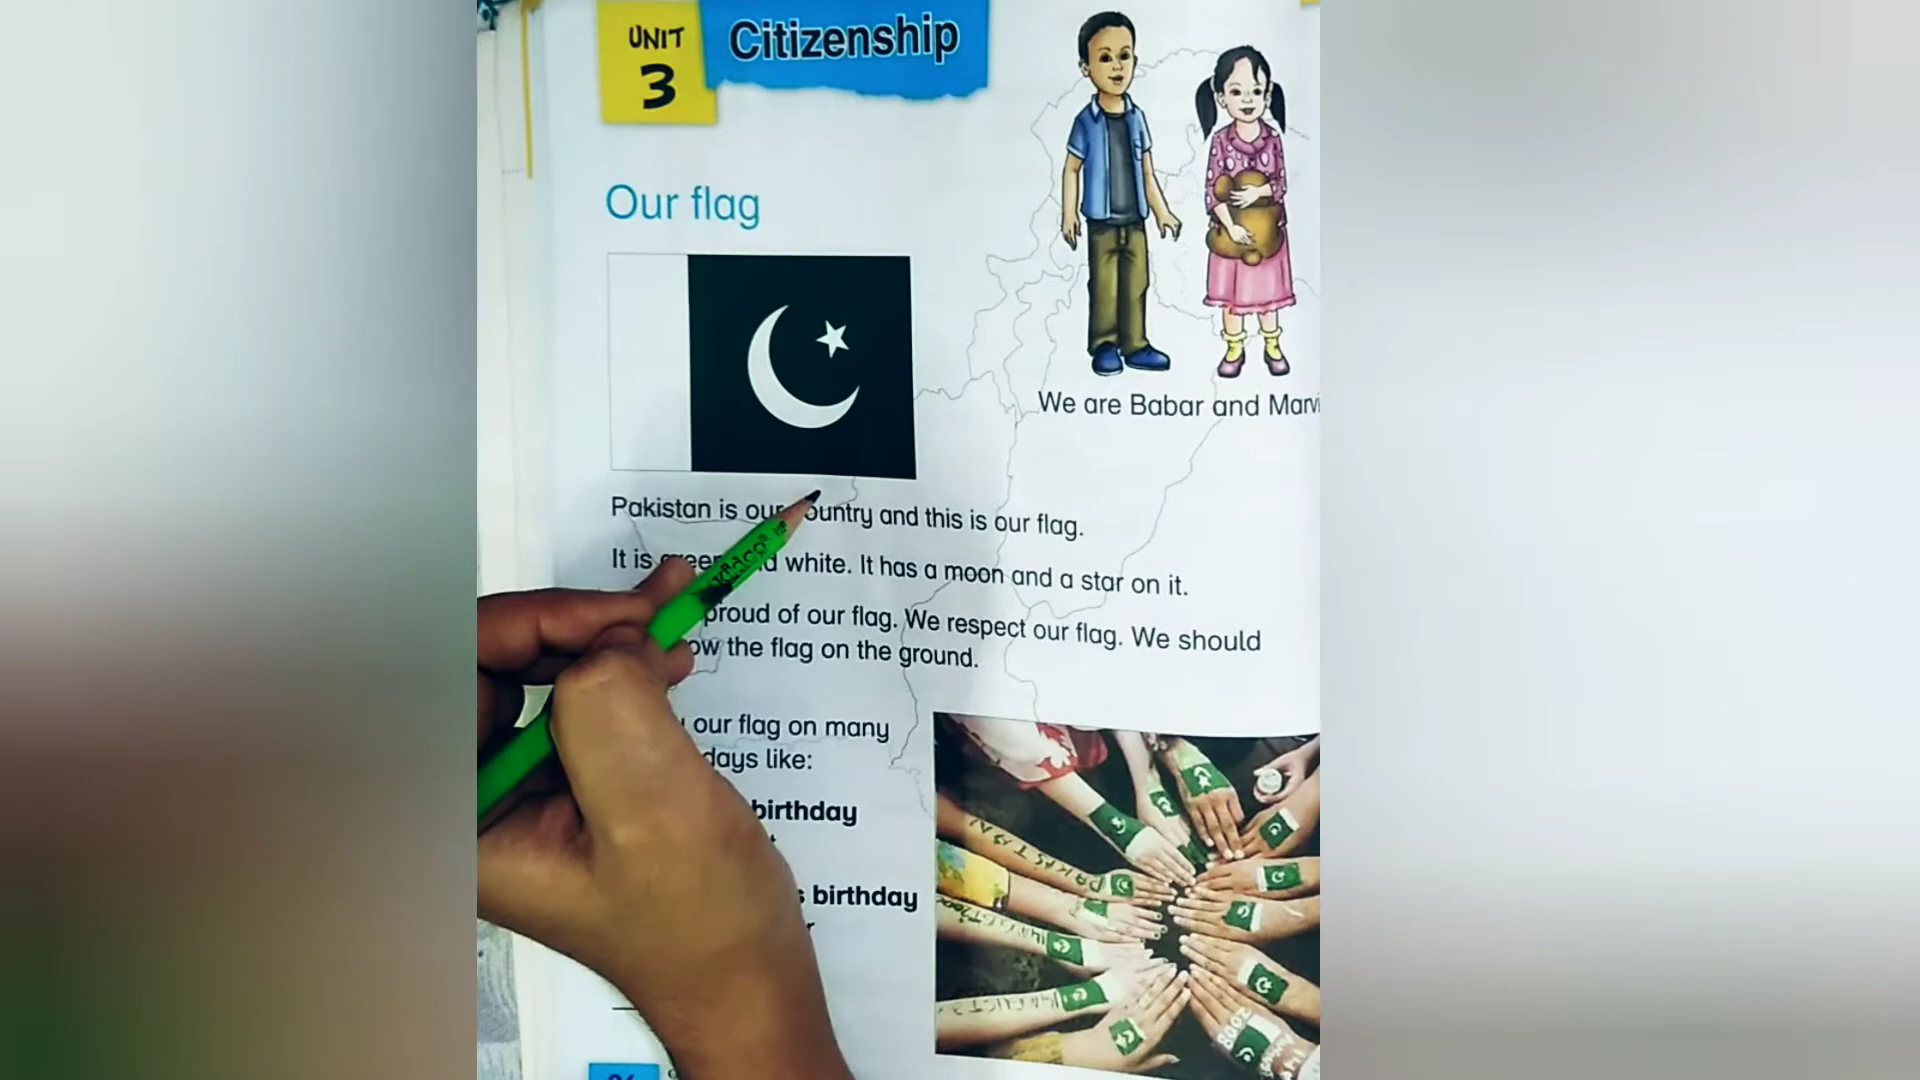 UNIT
3
Citizenship
Our flag
We are Babar and
Pakistan is our country and this is our flag.
It is green and white. It has a moon and a star on it.
proud of our flag. We respect our flag. We should
the flag on the ground.
our flag on many
days like:
birthday
birthday
HP
PAKISTAN